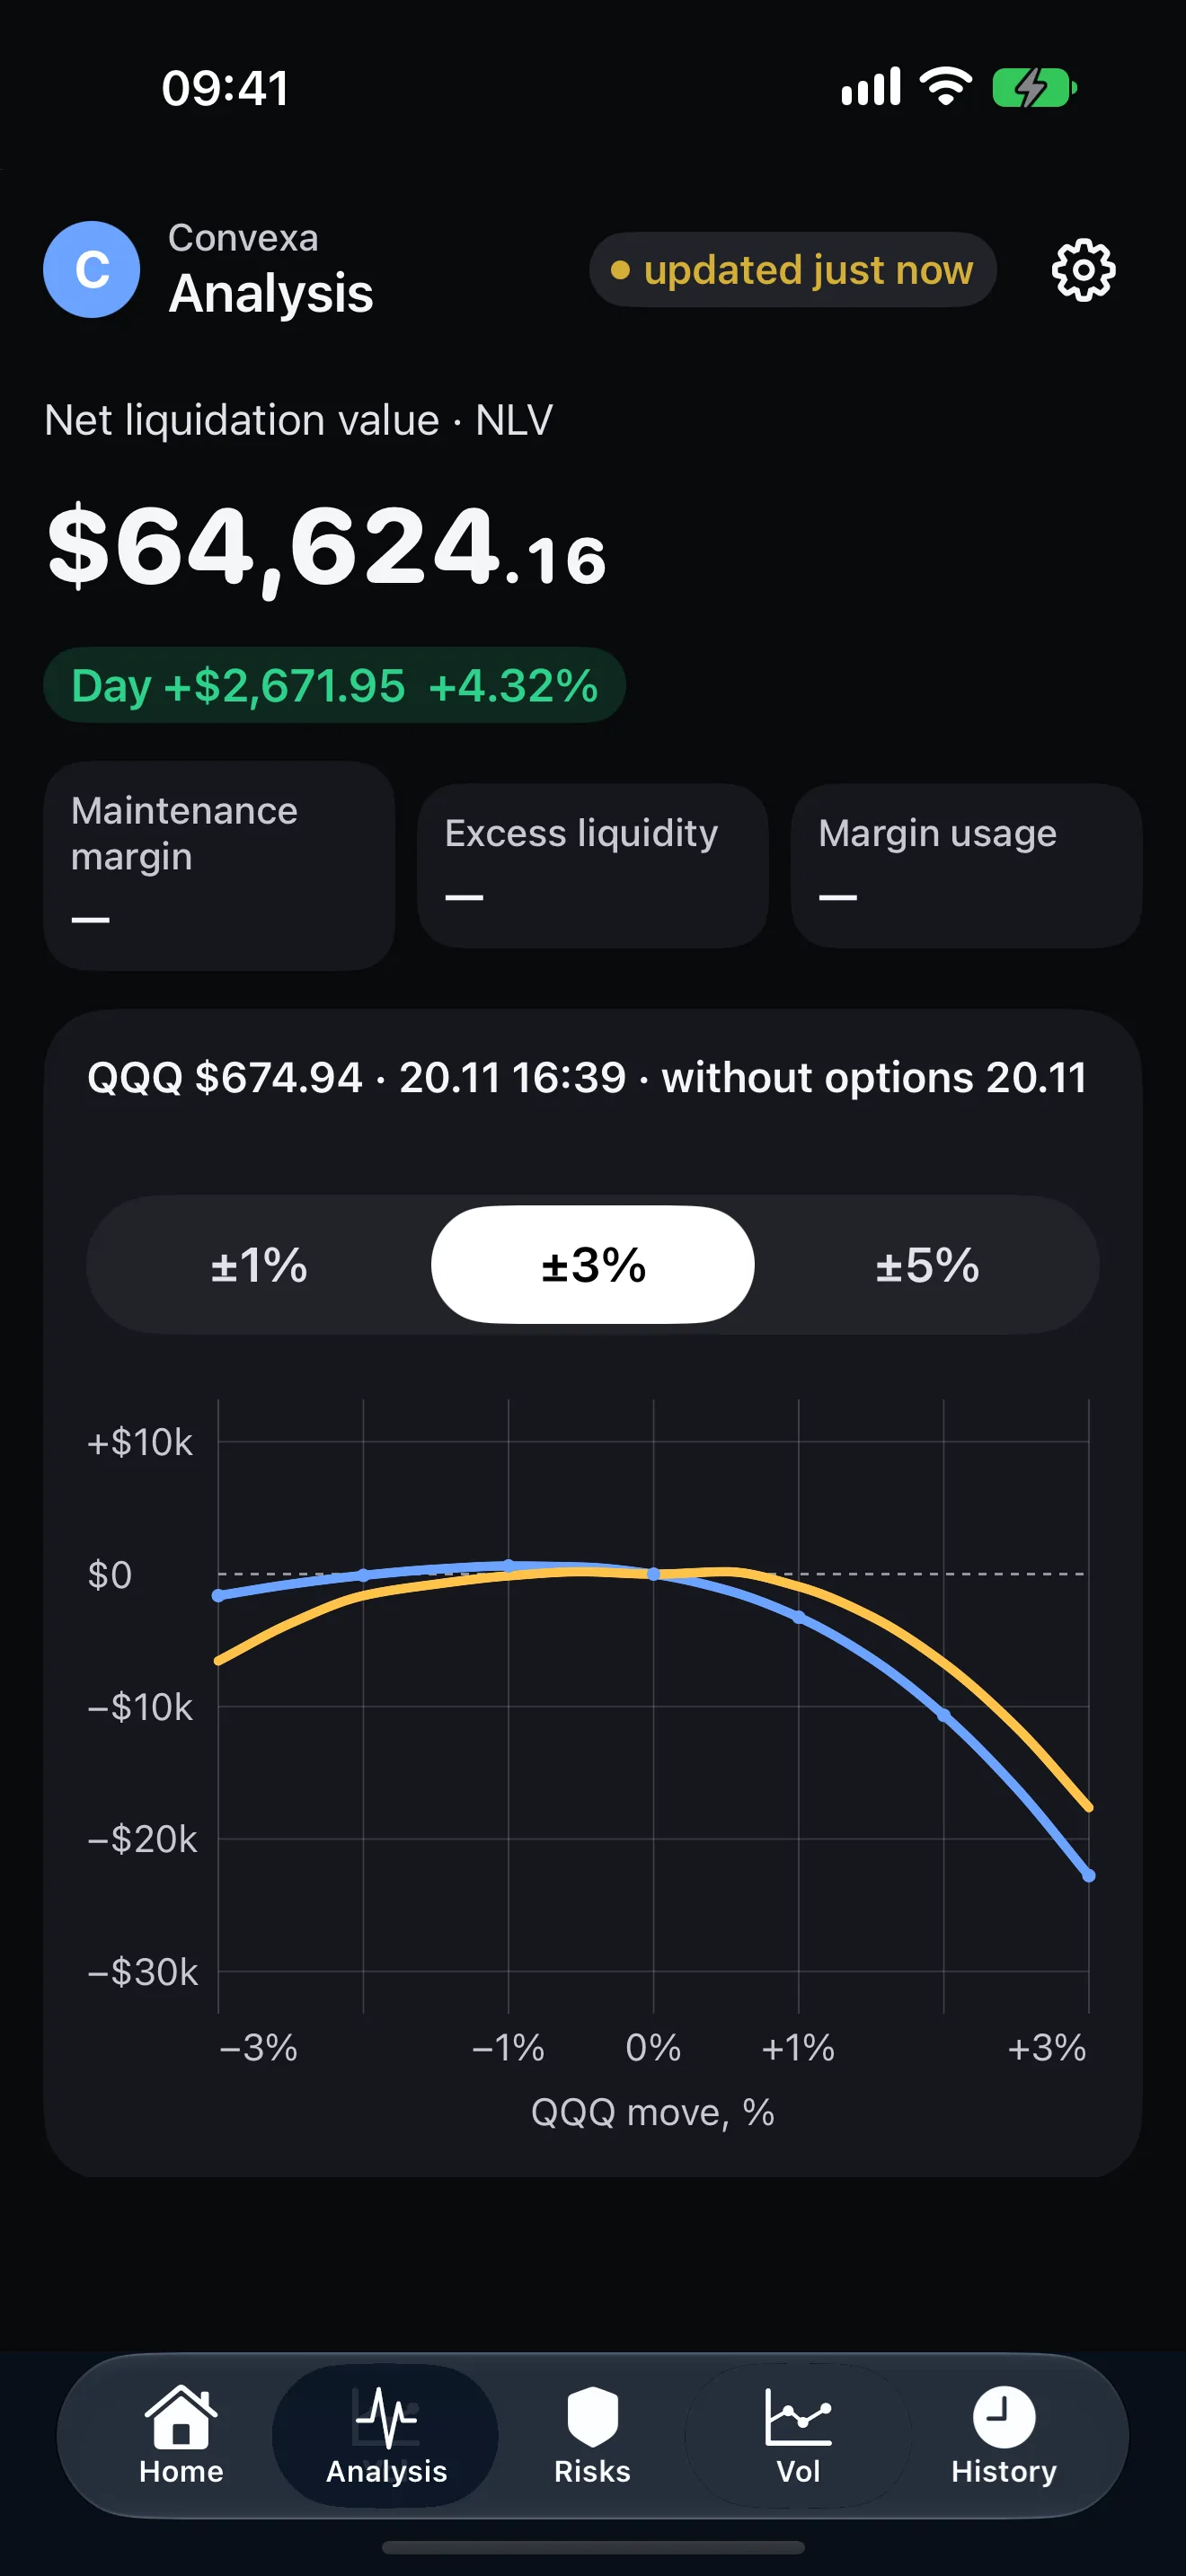 09:41
C
Convexa
Analysis
updated just now
Net liquidation value · NLV
$64,624.16
Day +$2,671.95 +4.32%
Maintenance
margin
—
Excess liquidity
—
Margin usage
—
QQQ $674.94 · 20.11 16:39 · without options 20.11
±1%
±3%
±5%
+$10k
$0
−$10k
−$20k
−$30k
−3%
−1%
0%
+1%
+3%
QQQ move, %
Home
Analysis
Risks
Vol
History